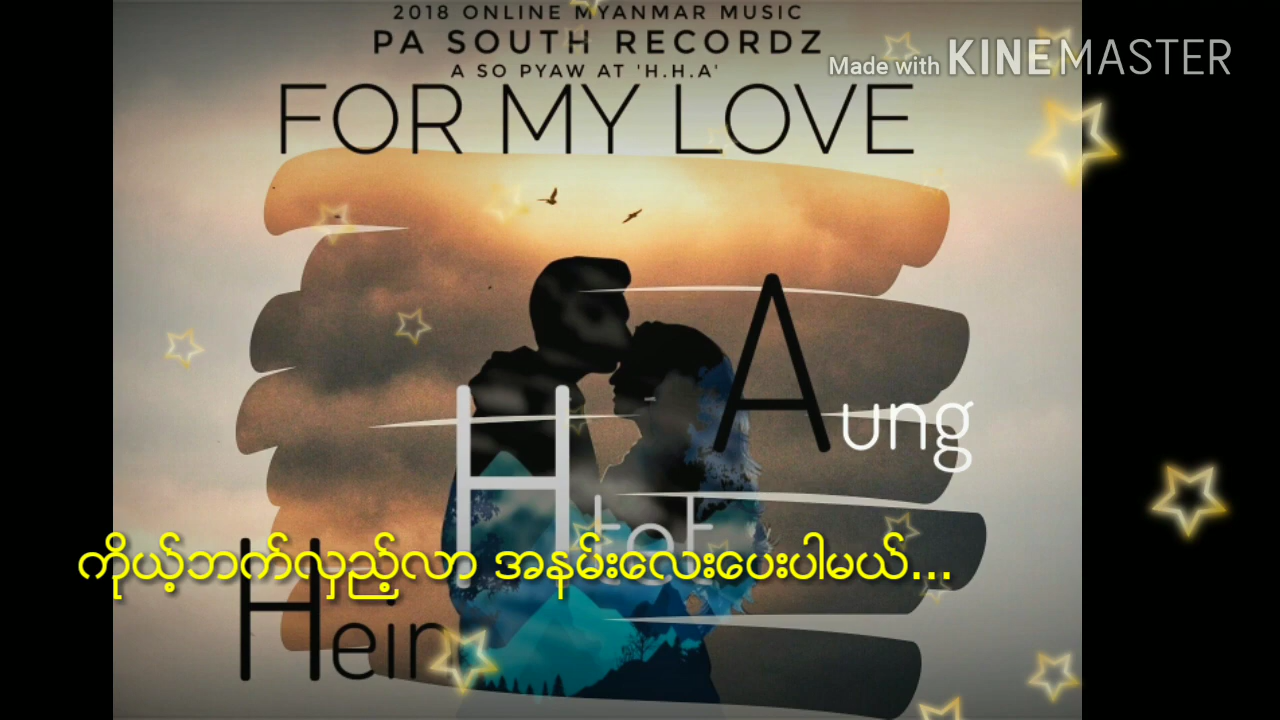 2018 ONLINE MYANMAR MUSIC
PA SOUTH RECORDZ
Made with KINEMASTER
A SO PYAW AT 'H.H.A'
FOR MY LOVE
Aung
Htet
ကိုယ့်ဘက်လှည့်လာ အနမ်းလေးပေးပါမယ်...
Hein